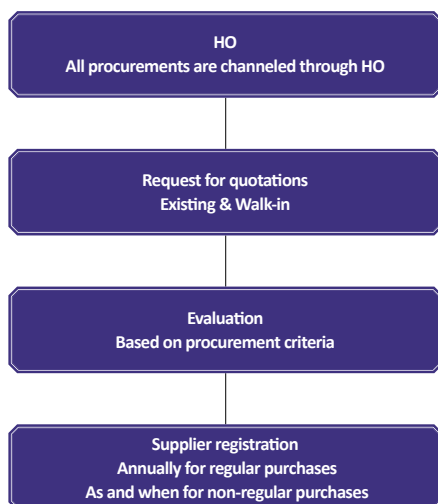 HO
All procurements are channeled through HO
Request for quotations
Existing & Walk-in
Evaluation
Based on procurement criteria
Supplier registration
Annually for regular purchases
As and when for non-regular purchases